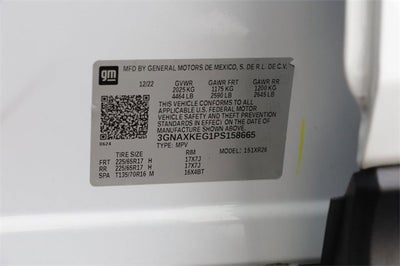 gm MFD BY GENERAL MOTORS DE MEXICO, S. DE R.L. DE C.V.
12/22 GVWR GAWR FRT GAWR RR
2025 KG 1175 KG 1200 KG
4464 LB 2590 LB 2645 LB
THIS VEHICLE CONFORMS TO ALL
APPLICABLE U.S. FEDERAL MOTOR
VEHICLE SAFETY AND THEFT PREVENTION
STANDARDS IN EFFECT ON THE DATE OF
MANUFACTURE SHOWN ABOVE.
0624 3GNAXKEG1PS158665
TYPE: MPV MODEL: 1S1XR26
TIRE SIZE RIM
FRT 225/65R17 H 17X7J
RR 225/65R17 H 17X7J
SPA T135/70R16 M 16X4BT